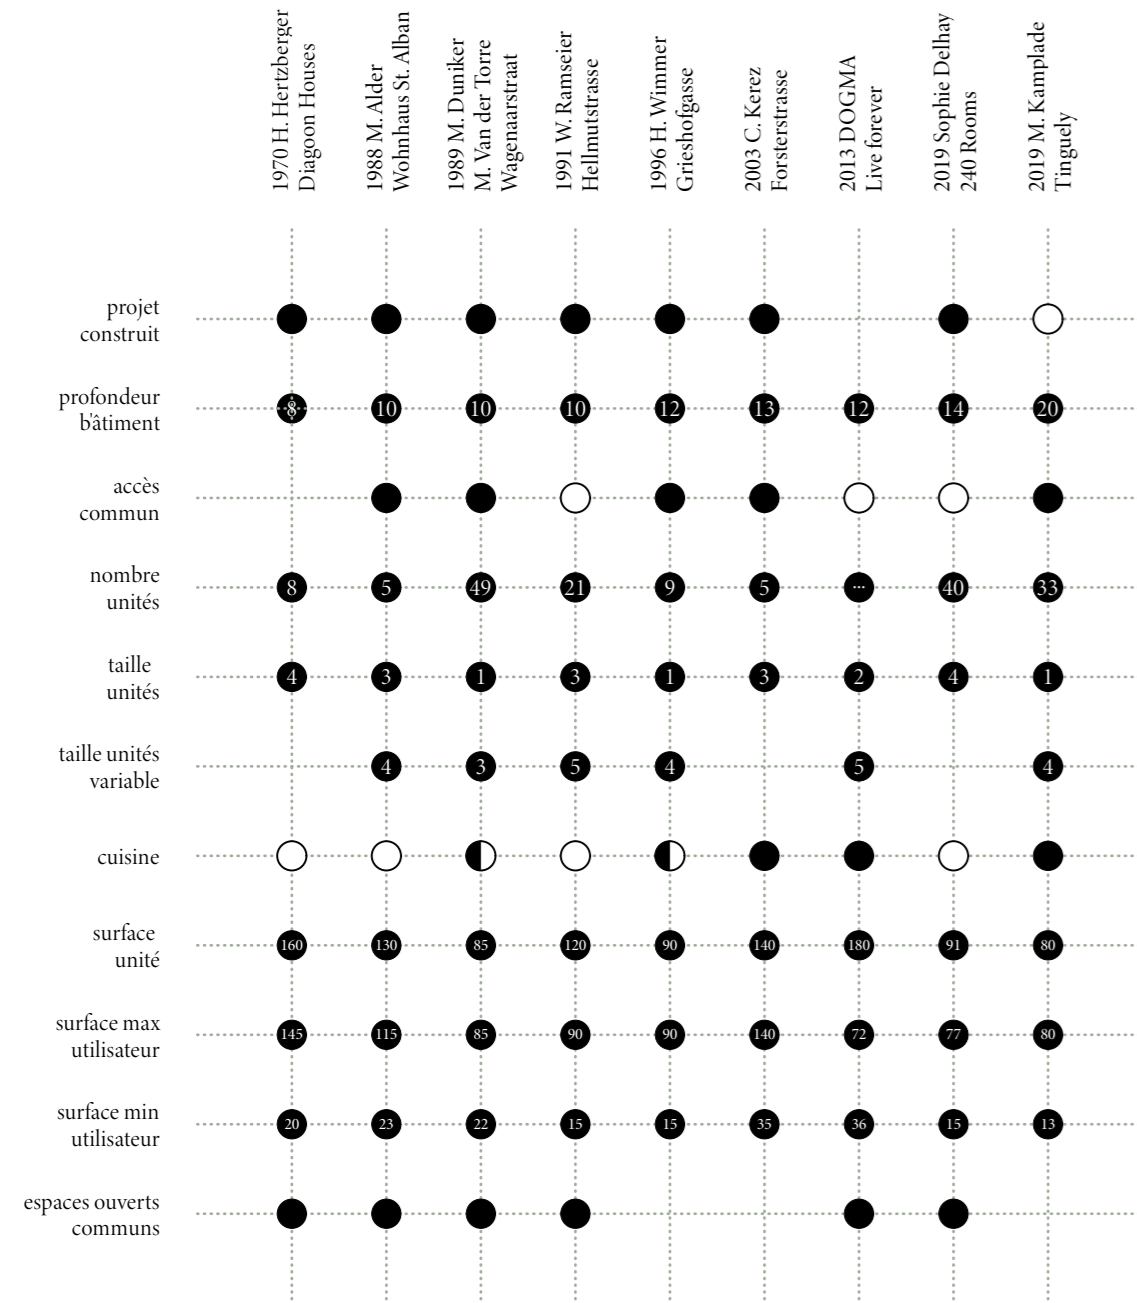 1970 H. Hertzberger
Diagoon Houses
1988 M. Alder
Wohnhaus St. Alban
1989 M. Duniker
M. Van der Torre
Wagenaarstraat
1991 W. Ramseier
Hellmutstrasse
1996 H. Wimmer
Grieshofgasse
2003 C. Kerez
Forsterstrasse
2013 DOGMA
Live forever
2019 Sophie Delhay
240 Rooms
2019 M. Kamplade
Tinguely
projet
construit
profondeur
bâtiment
8 10 10 10 12 13 12 14 20
accès
commun
nombre
unités
8 5 49 21 9 5 ... 40 33
taille
unités
4 3 1 3 1 3 2 4 1
taille unités
variable
4 3 5 4 5 4
cuisine
surface
unité
160 130 85 120 90 140 180 91 80
surface max
utilisateur
145 115 85 90 90 140 72 77 80
surface min
utilisateur
20 23 22 15 15 35 36 15 13
espaces ouverts
communs